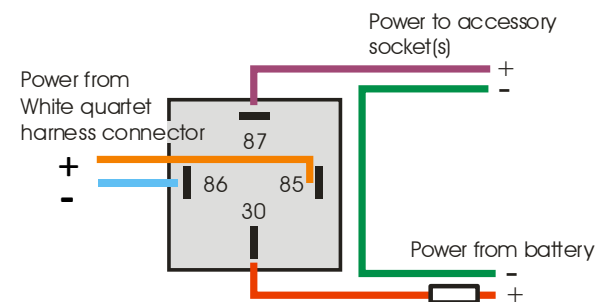 Power to accessory
socket(s)
+
-
Power from
White quartet
harness connector
+
-
87
86
85
30
Power from battery
-
+